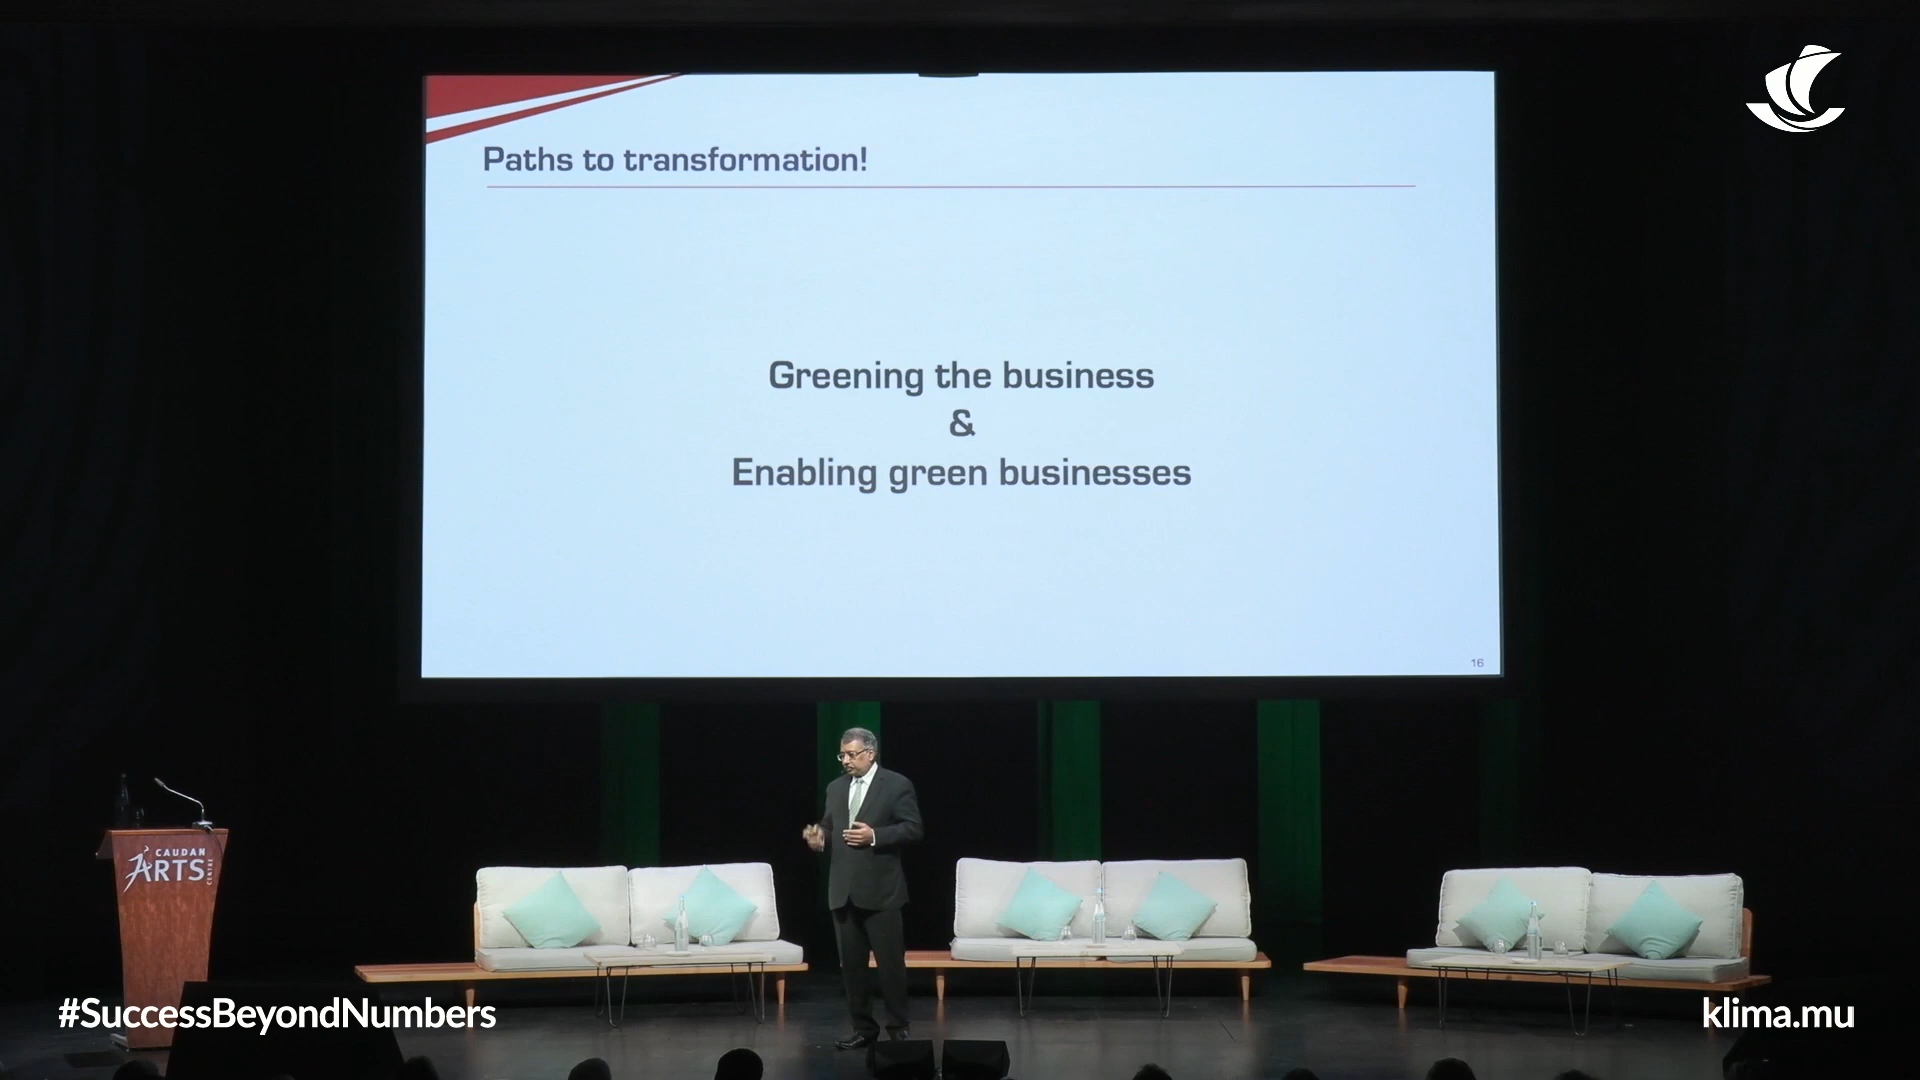 Paths to transformation!
Greening the business
&
Enabling green businesses
16
CAUDAN
ARTS
CENTRE
#SuccessBeyondNumbers
klima.mu